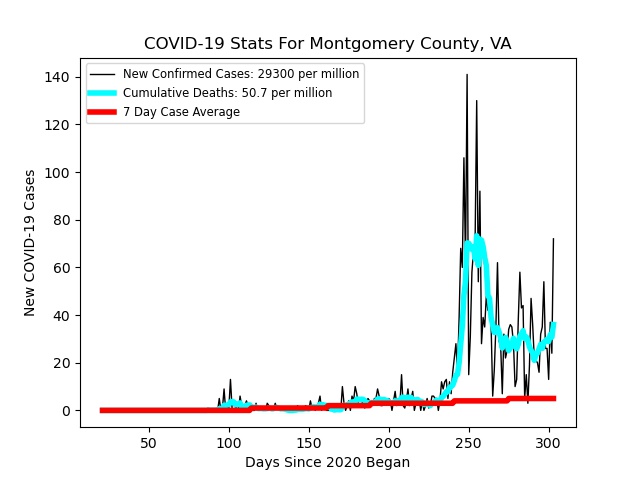 COVID-19 Stats For Montgomery County, VA
New Confirmed Cases: 29300 per million
Cumulative Deaths: 50.7 per million
7 Day Case Average
New COVID-19 Cases
140
120
100
80
60
40
20
0
50 100 150 200 250 300
Days Since 2020 Began